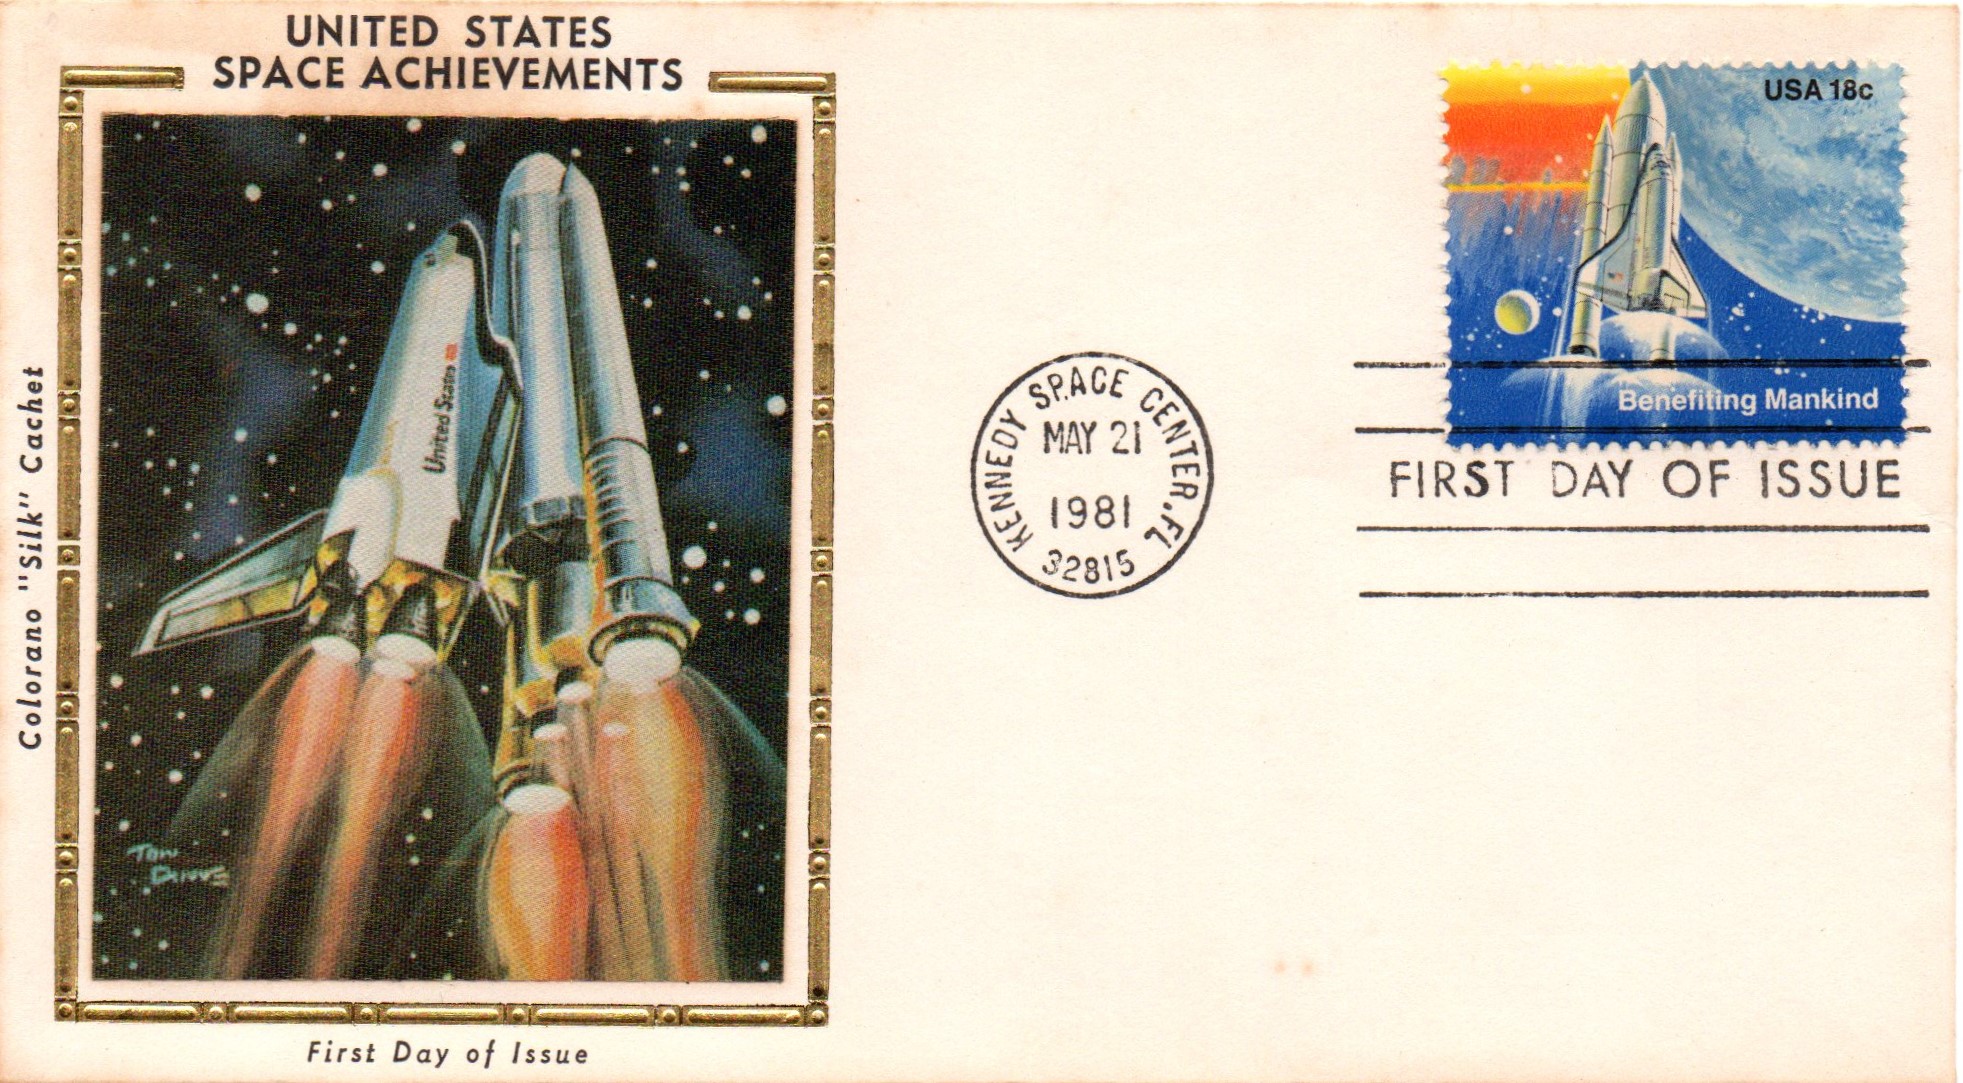 UNITED STATES
SPACE ACHIEVEMENTS
Colorano "Silk" Cachet
United States
First Day of Issue
KENNEDY SPACE CENTER, FL
MAY 21
1981
32815
USA 18c
Benefiting Mankind
FIRST DAY OF ISSUE